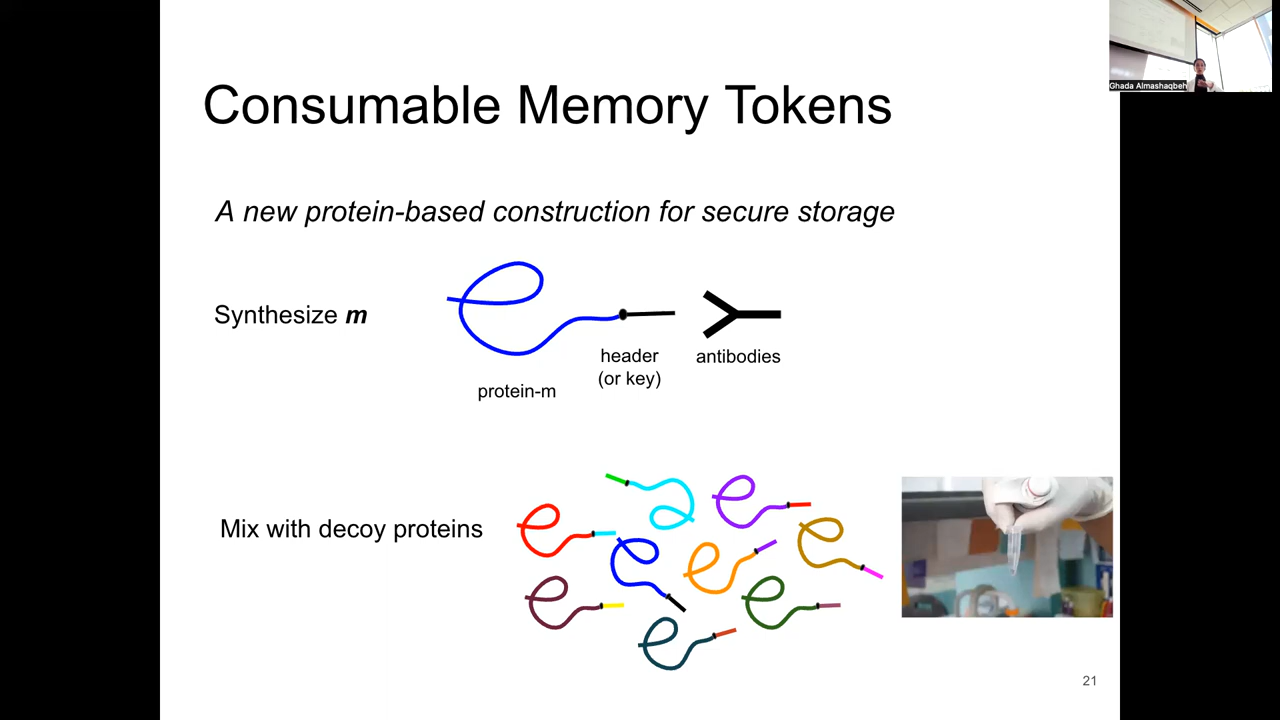 Ghada Almashaqbeh
Consumable Memory Tokens
A new protein-based construction for secure storage
Synthesize m
header
(or key)
antibodies
protein-m
Mix with decoy proteins
21